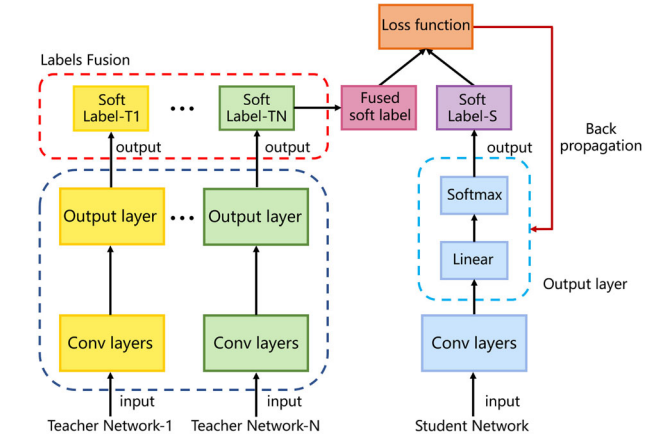 Loss function
Labels Fusion
Soft
Label-T1
...
Soft
Label-TN
Fused
soft label
Soft
Label-S
Back
propagation
output
output
output
Output layer
...
Output layer
Softmax
Linear
Output layer
Conv layers
Conv layers
Conv layers
input
input
input
Teacher Network-1
Teacher Network-N
Student Network